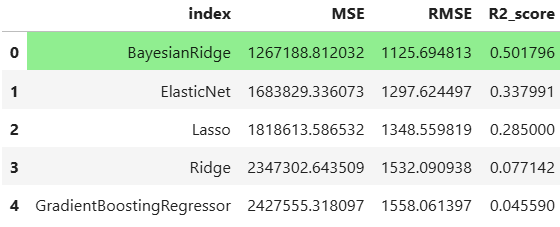 index MSE RMSE R2_score
0 BayesianRidge 1267188.812032 1125.694813 0.501796
1 ElasticNet 1683829.336073 1297.624497 0.337991
2 Lasso 1818613.586532 1348.559819 0.285000
3 Ridge 2347302.643509 1532.090938 0.077142
4 GradientBoostingRegressor 2427555.318097 1558.061397 0.045590